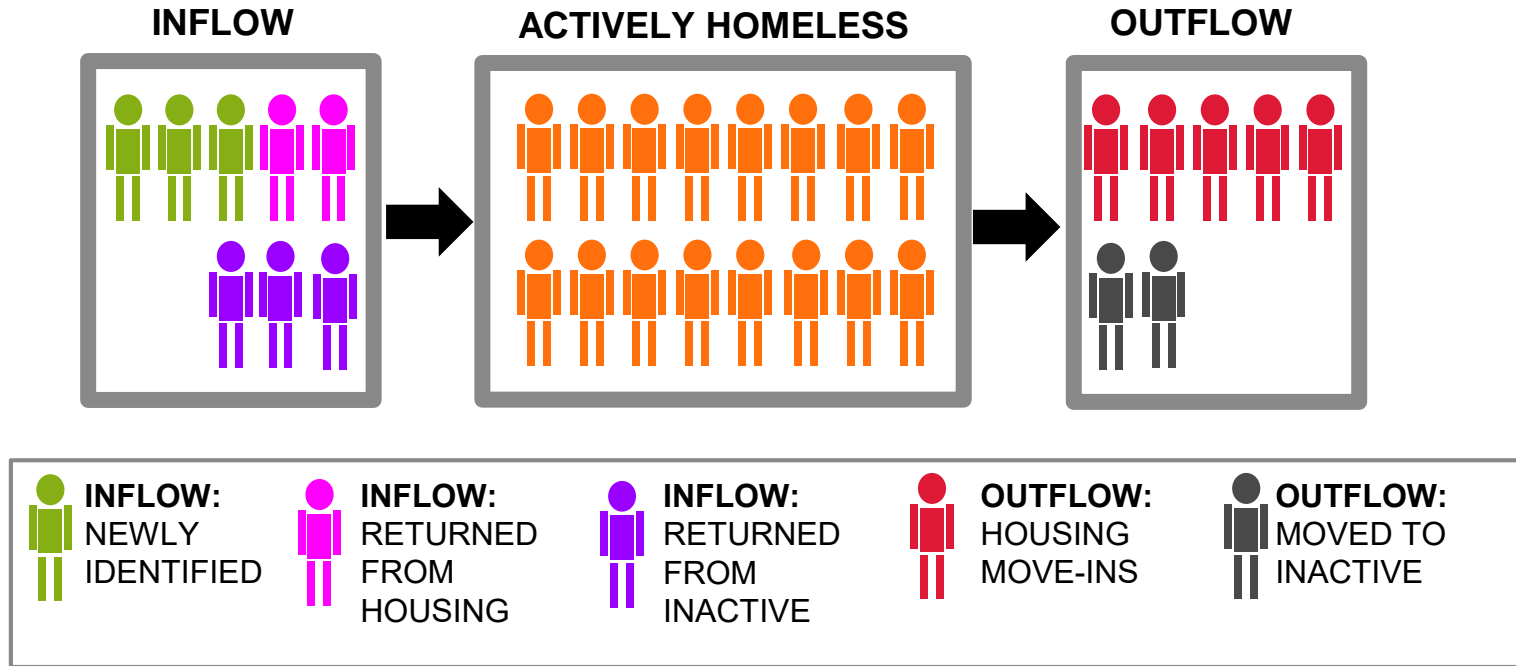 INFLOW
ACTIVELY HOMELESS
OUTFLOW
INFLOW:
NEWLY
IDENTIFIED
INFLOW:
RETURNED
FROM
HOUSING
INFLOW:
RETURNED
FROM
INACTIVE
OUTFLOW:
HOUSING
MOVE-INS
OUTFLOW:
MOVED TO
INACTIVE